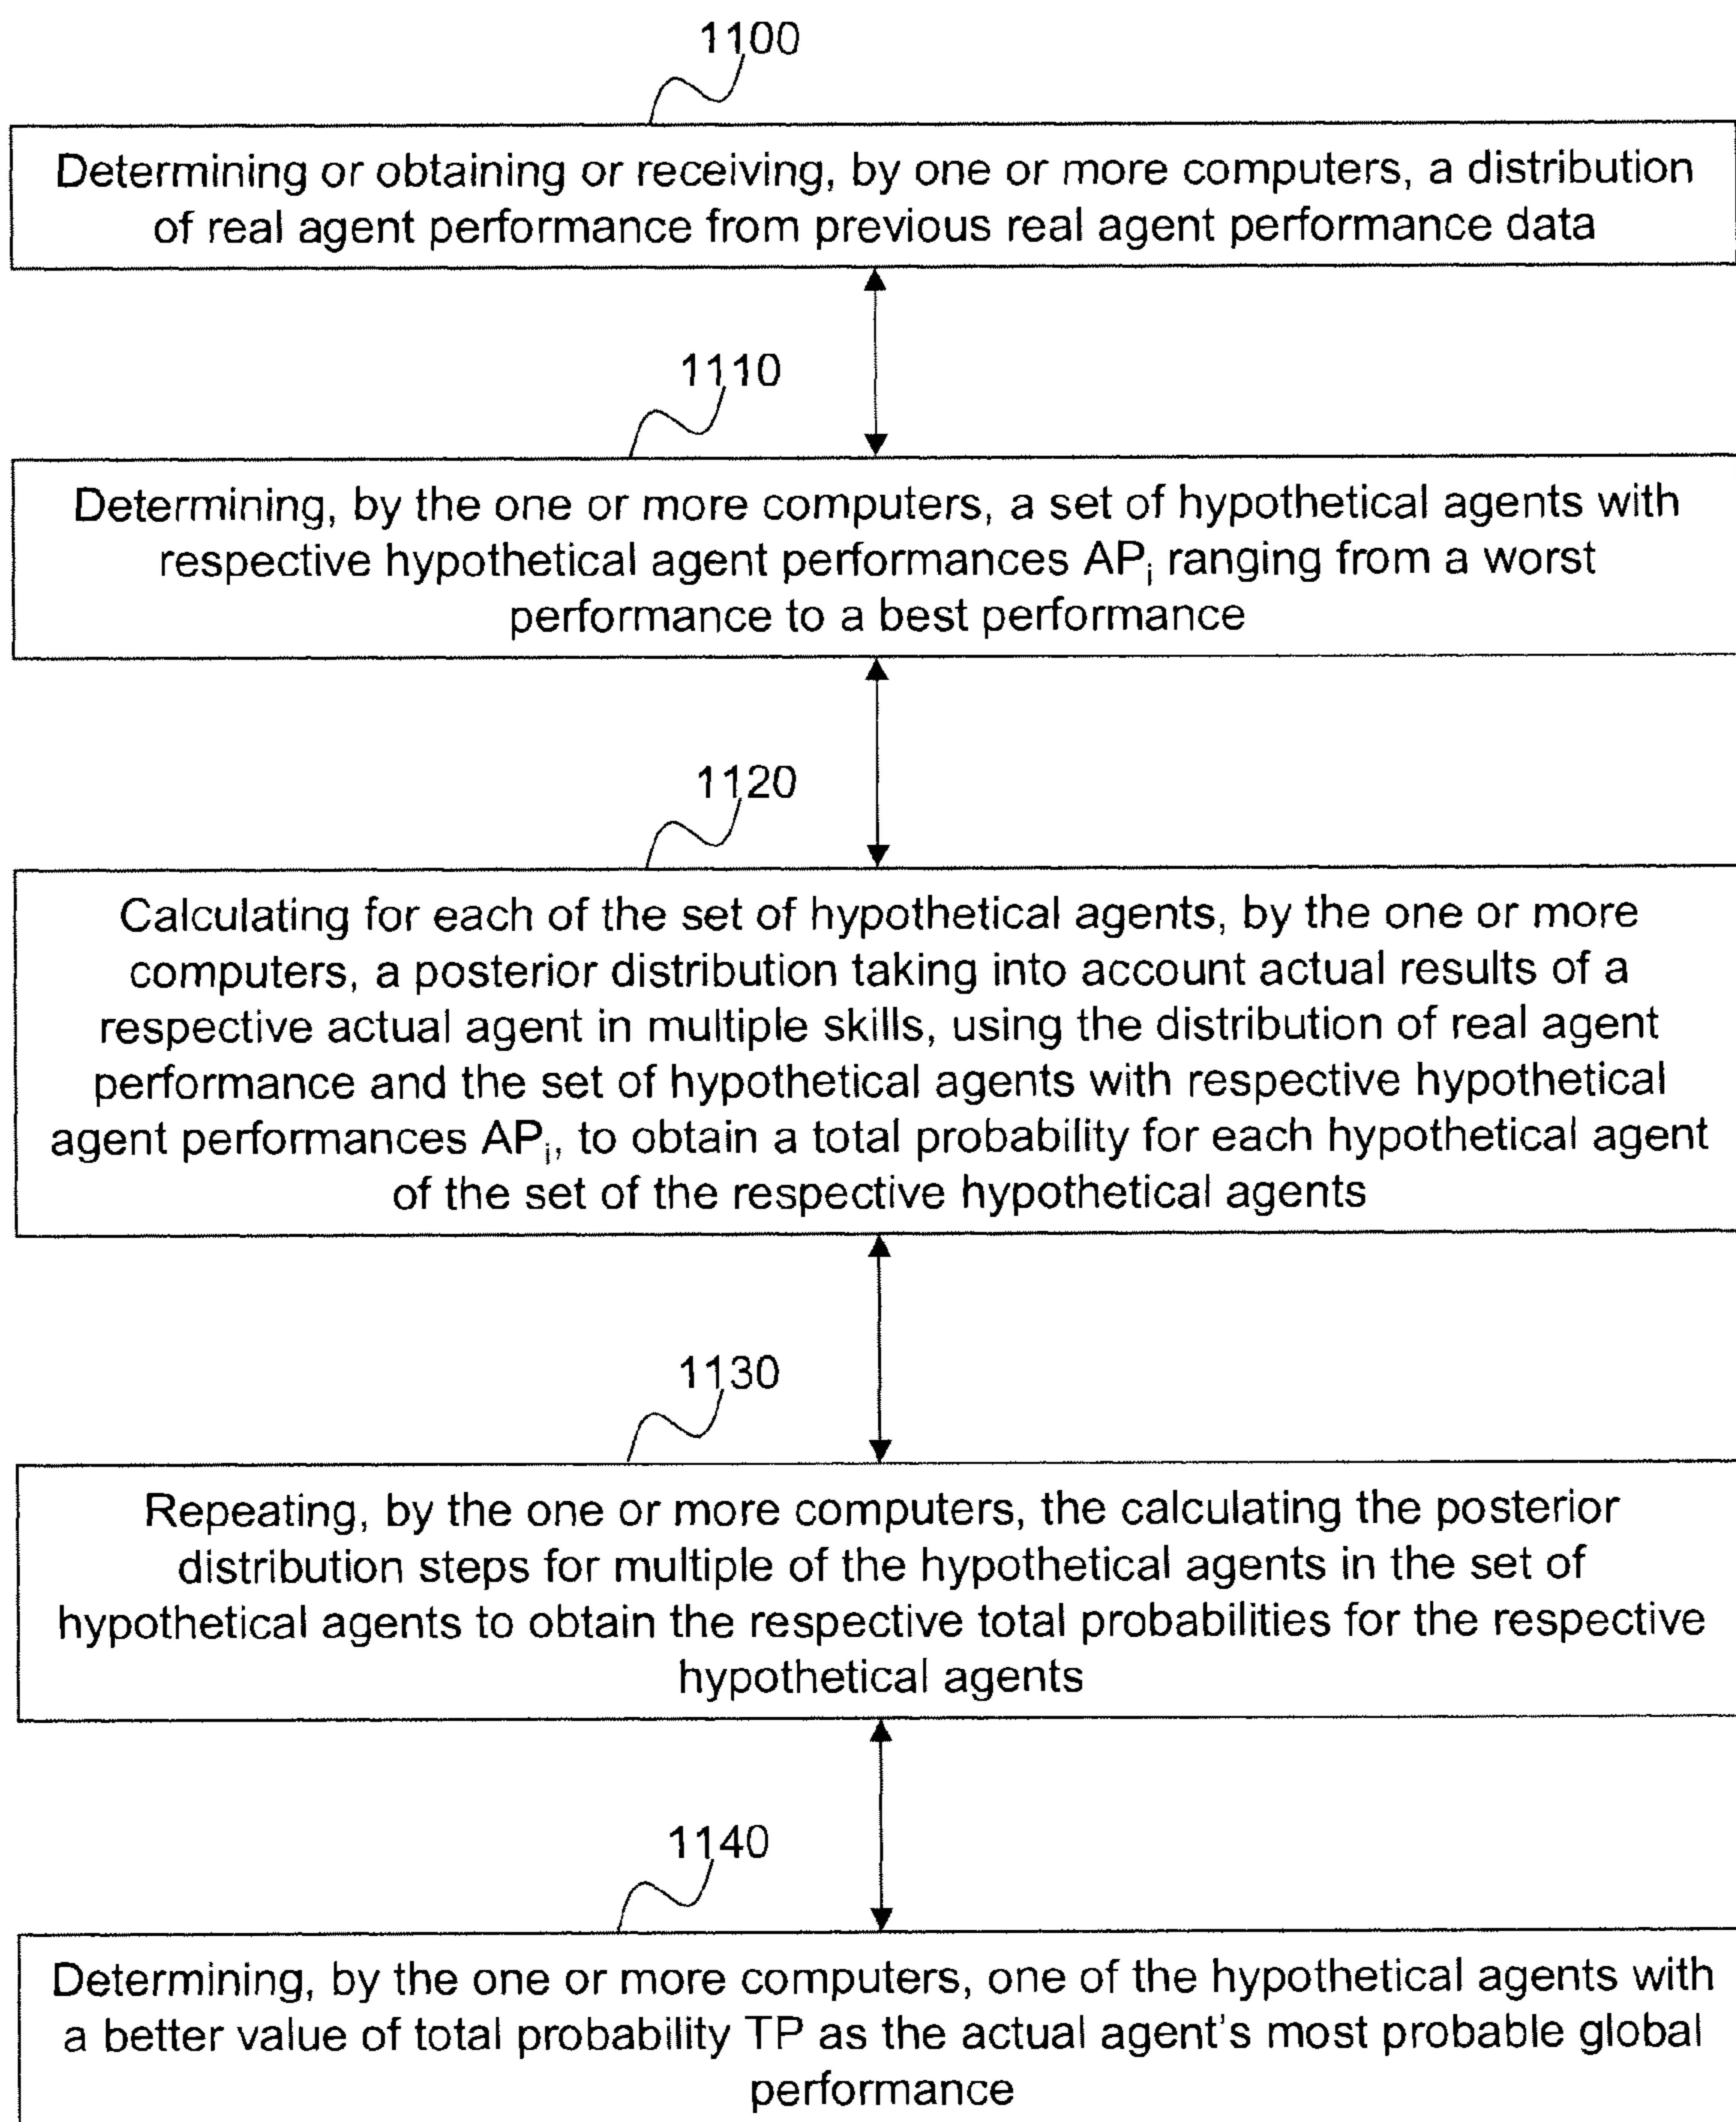 1100
Determining or obtaining or receiving, by one or more computers, a distribution
of real agent performance from previous real agent performance data
1110
Determining, by the one or more computers, a set of hypothetical agents with
respective hypothetical agent performances APi ranging from a worst
performance to a best performance
1120
Calculating for each of the set of hypothetical agents, by the one or more
computers, a posterior distribution taking into account actual results of a
respective actual agent in multiple skills, using the distribution of real agent
performance and the set of hypothetical agents with respective hypothetical
agent performances APi, to obtain a total probability for each hypothetical agent
of the set of the respective hypothetical agents
1130
Repeating, by the one or more computers, the calculating the posterior
distribution steps for multiple of the hypothetical agents in the set of
hypothetical agents to obtain the respective total probabilities for the respective
hypothetical agents
1140
Determining, by the one or more computers, one of the hypothetical agents with
a better value of total probability TP as the actual agent's most probable global
performance